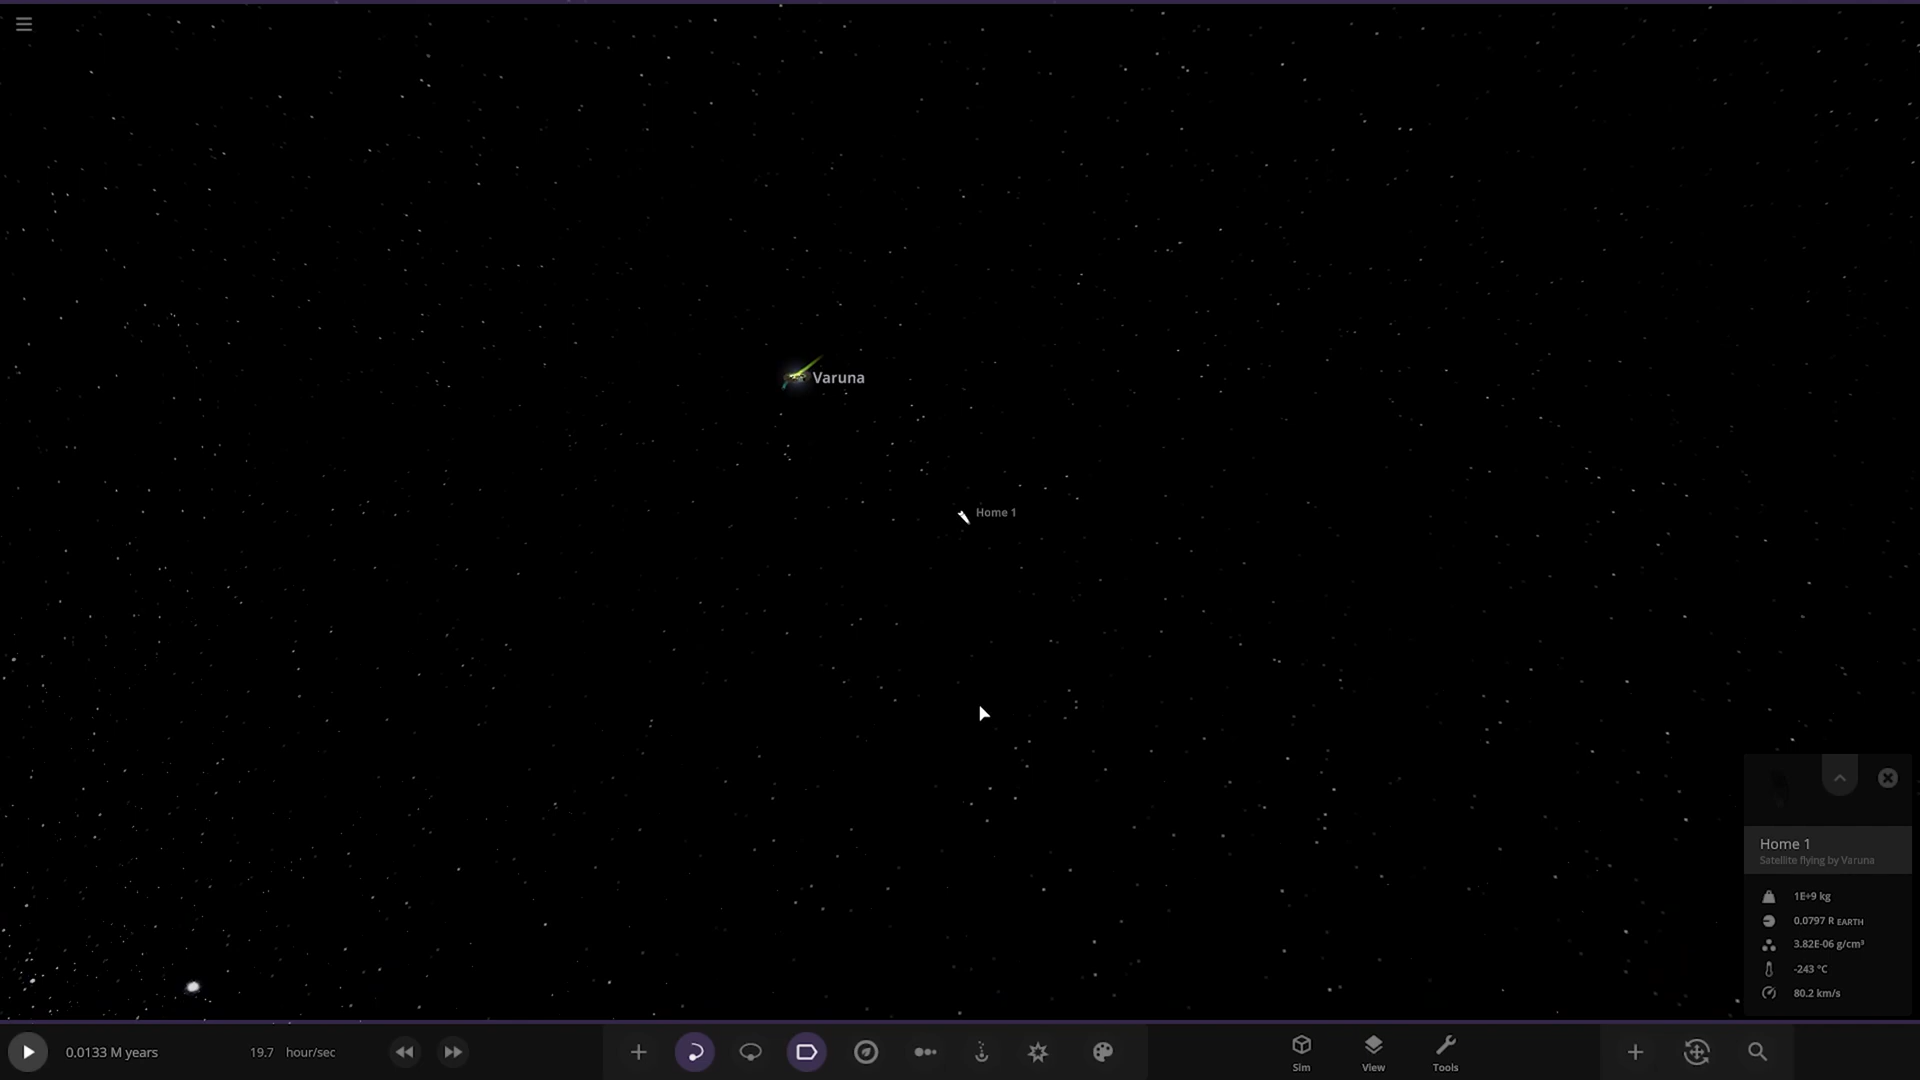 Varuna
Home 1
Home 1
Satellite flying by Varuna
1E+9 kg
0.0797 R EARTH
3.82E-06 g/cm³
-243 °C
80.2 km/s
0.0133 M years
19.7 hour/sec
Sim
View
Tools